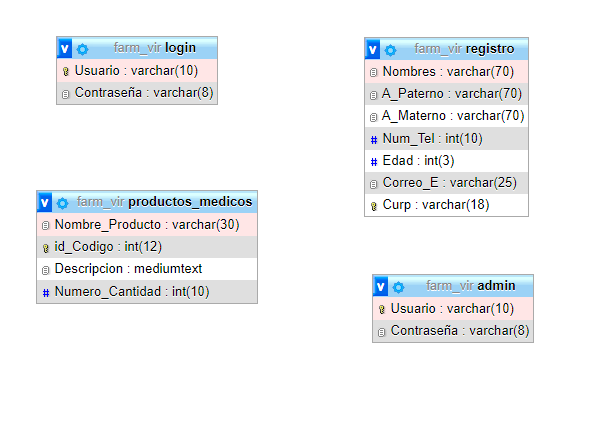 v farm_vir login
Usuario : varchar(10)
Contraseña : varchar(8)
v farm_vir registro
Nombres : varchar(70)
A_Paterno : varchar(70)
A_Materno : varchar(70)
# Num_Tel : int(10)
# Edad : int(3)
Correo_E : varchar(25)
Curp : varchar(18)
v farm_vir productos_medicos
Nombre_Producto : varchar(30)
id_Codigo : int(12)
Descripcion : mediumtext
# Numero_Cantidad : int(10)
v farm_vir admin
Usuario : varchar(10)
Contraseña : varchar(8)